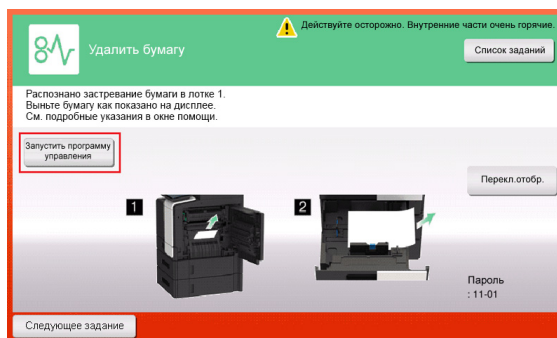 Действуйте осторожно. Внутренние части очень горячие.
Удалить бумагу
Список заданий
Распознано застревание бумаги в лотке 1.
Выньте бумагу как показано на дисплее.
См. подробные указания в окне помощи.
Запустить программу
управления
Перекл.отобр.
1
2
Пароль
: 11-01
Следующее задание